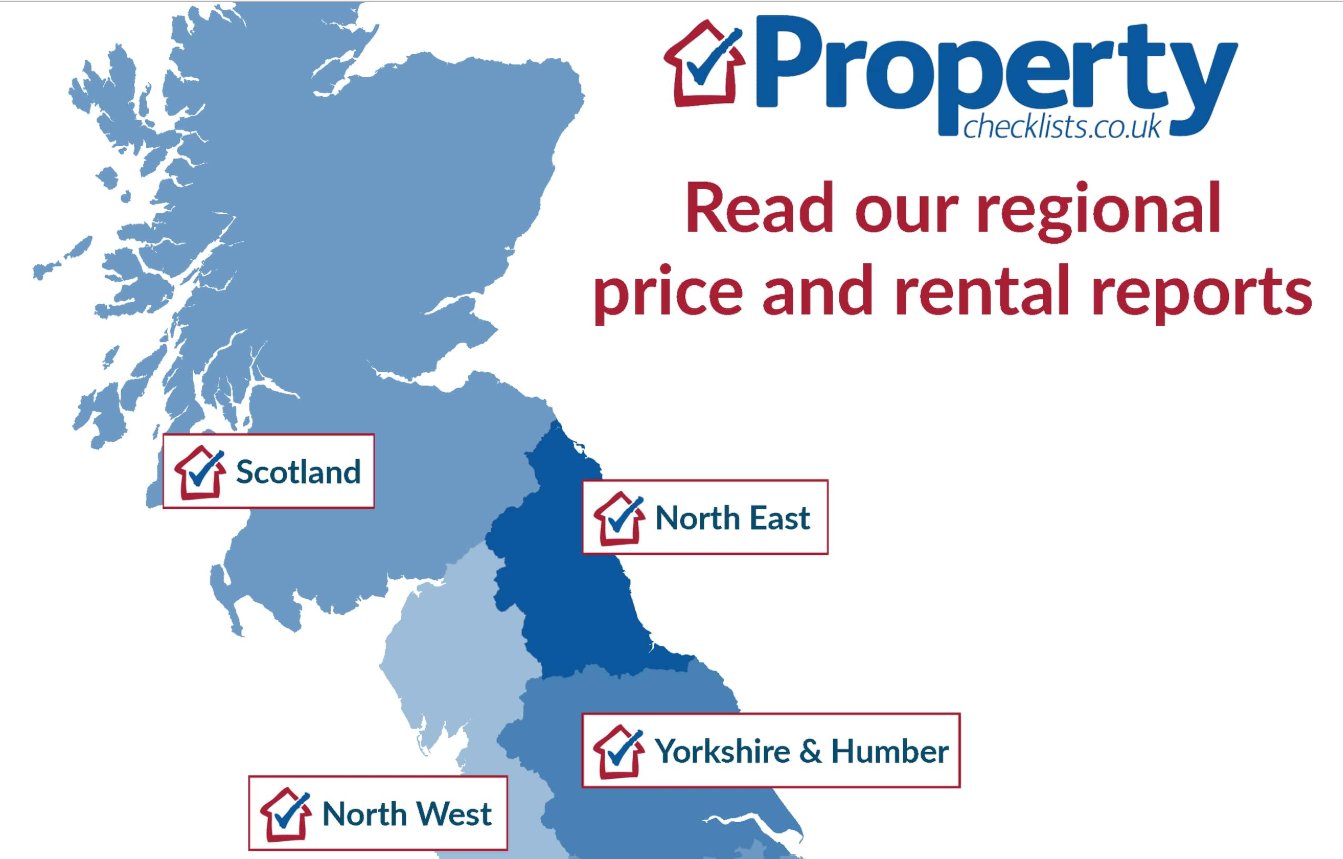 Property
checklists.co.uk
Read our regional
price and rental reports
Scotland
North East
Yorkshire & Humber
North West